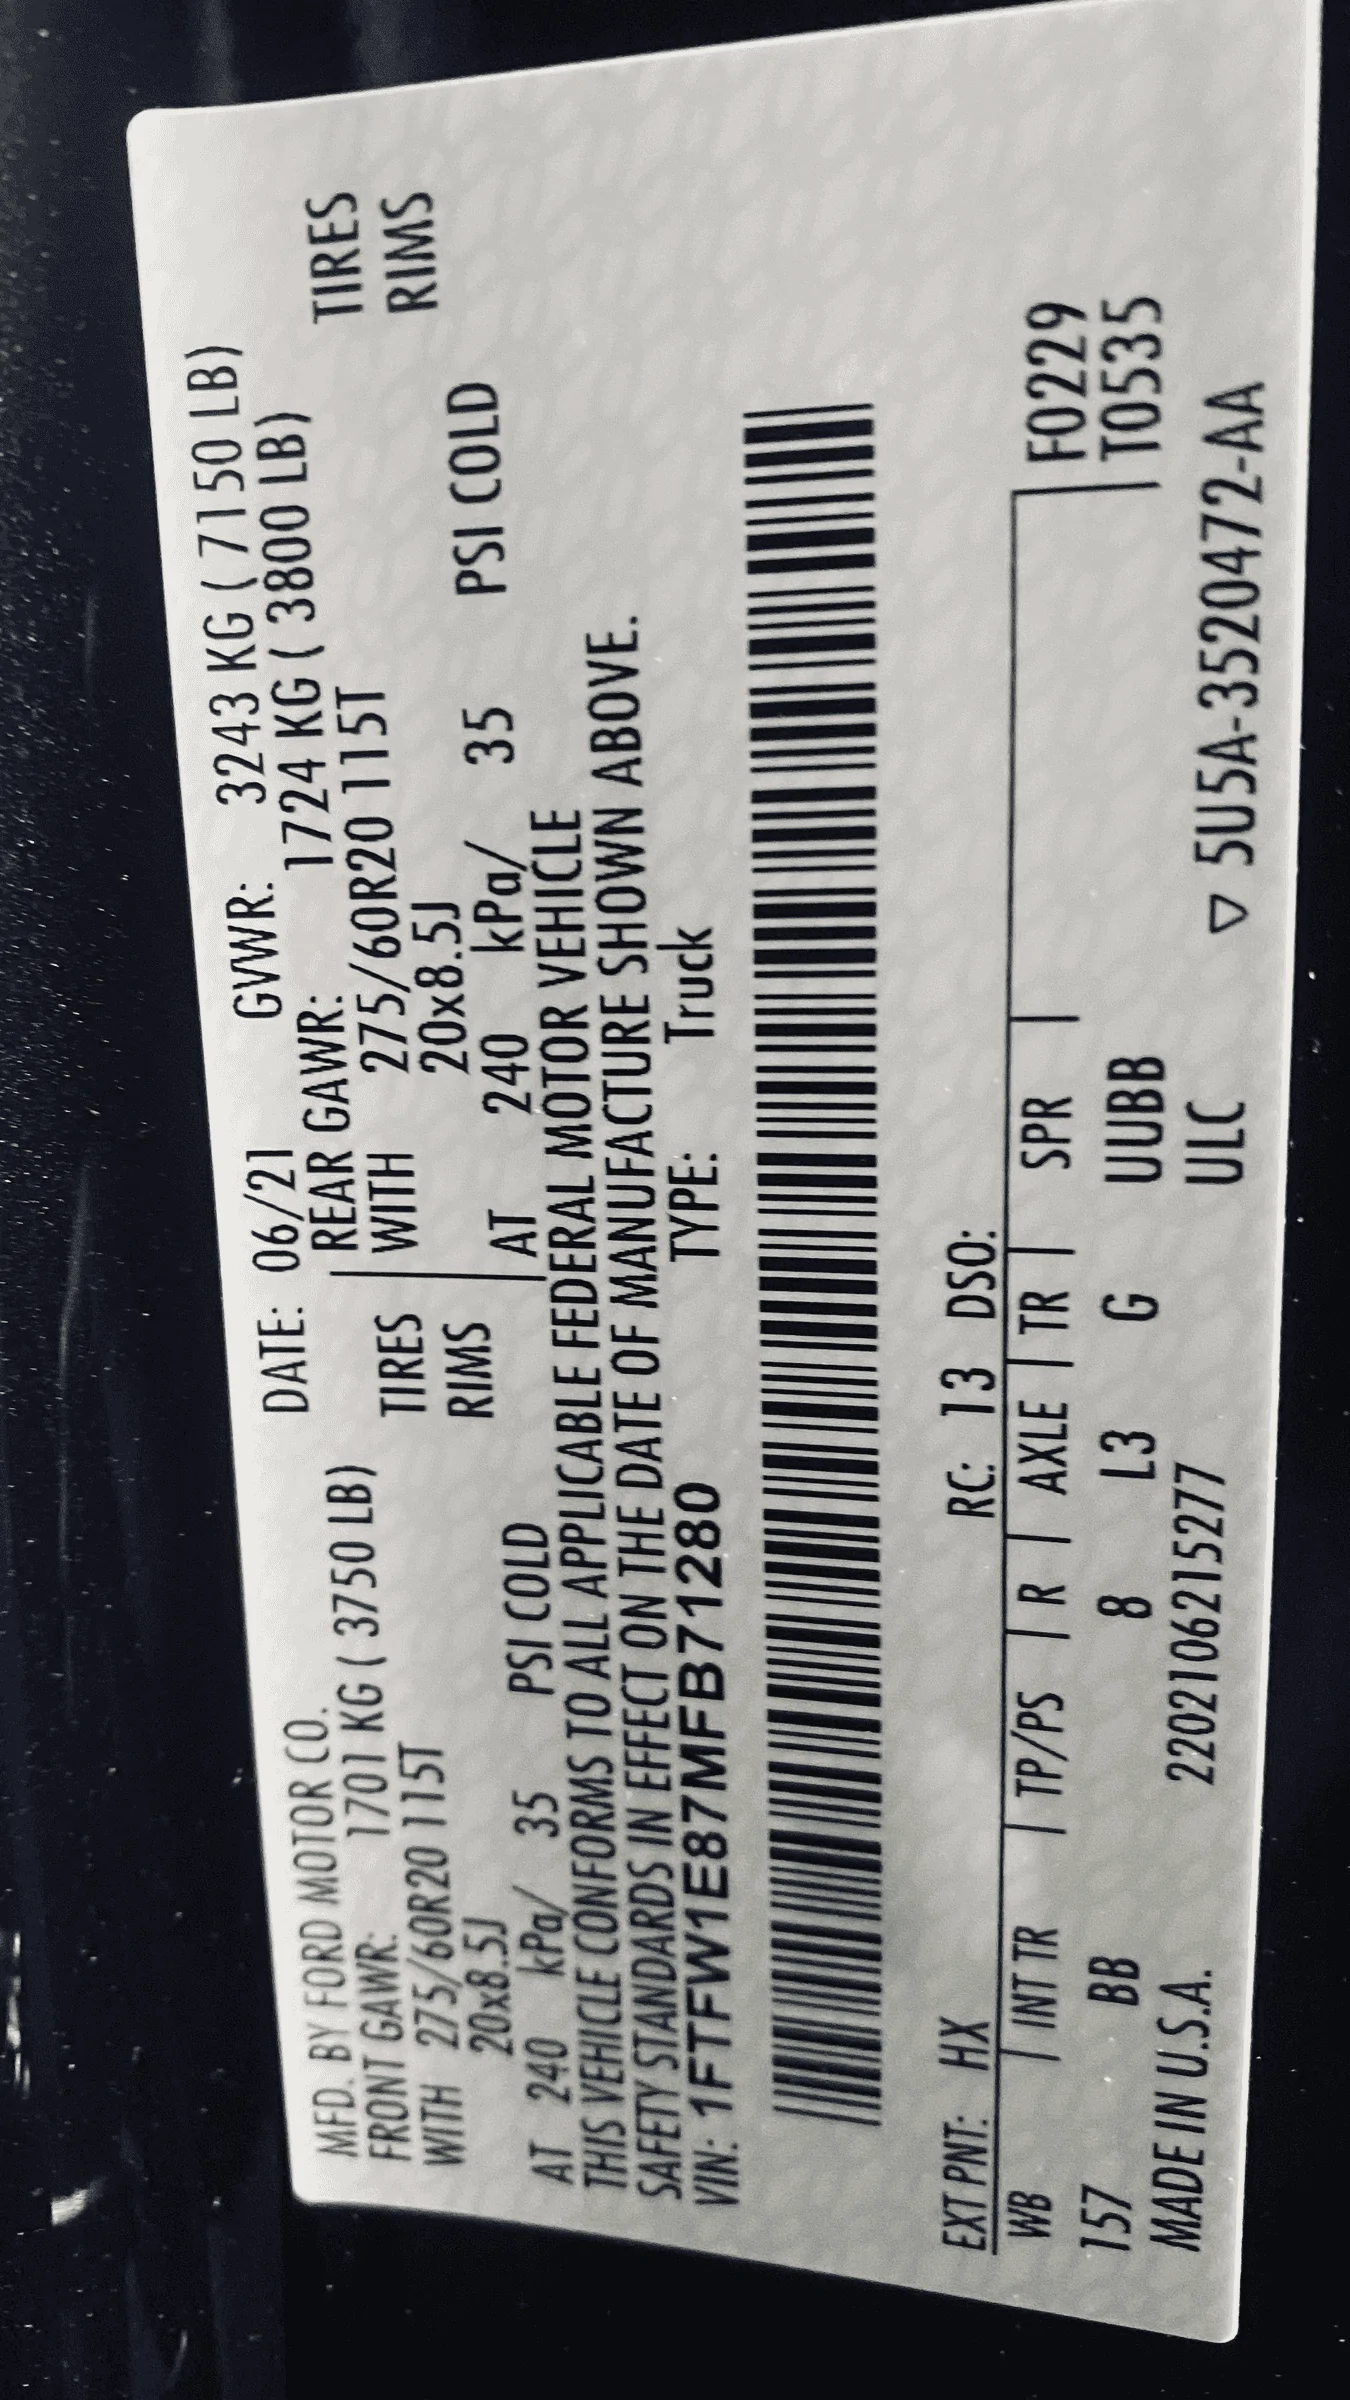 MFD. BY FORD MOTOR CO. DATE: 06/21 GVWR: 3243 KG ( 7150 LB)
FRONT GAWR: 1701 KG ( 3750 LB) REAR GAWR: 1724 KG ( 3800 LB)
WITH 275/60R20 115T TIRES WITH 275/60R20 115T TIRES
20x8.5J RIMS 20x8.5J RIMS
AT 240 kPa/ 35 PSI COLD AT 240 kPa/ 35 PSI COLD
THIS VEHICLE CONFORMS TO ALL APPLICABLE FEDERAL MOTOR VEHICLE
SAFETY STANDARDS IN EFFECT ON THE DATE OF MANUFACTURE SHOWN ABOVE.
VIN: 1FTFW1E87MFB71280 TYPE: Truck
EXT PNT: HX RC: 13 DSO:
WB | INT TR | TP/PS | R | AXLE | TR | SPR | F0229
157 BB 8 L3 G UUBB T0535
MADE IN U.S.A. 220210621527​7 ULC ▽ 5U5A-3520472-AA